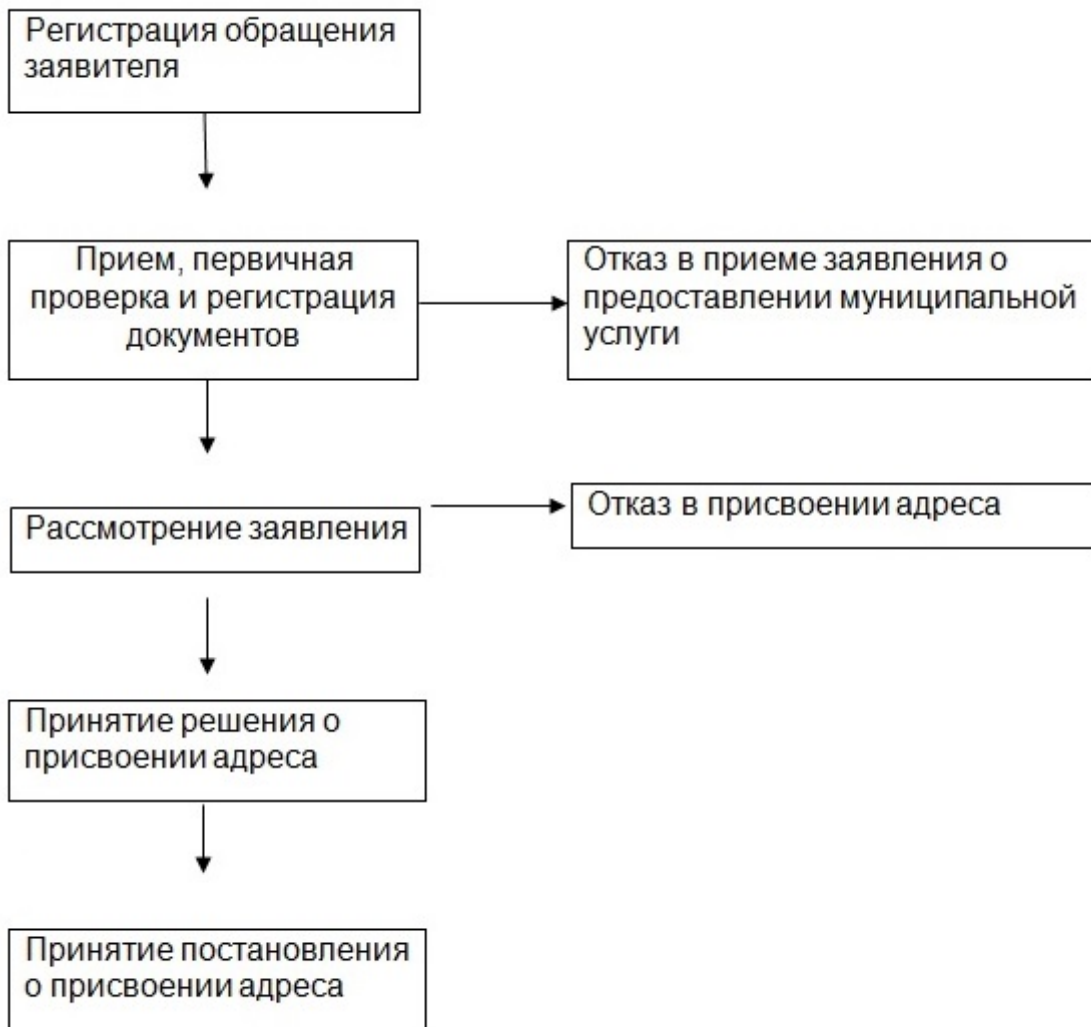 Регистрация обращения
заявителя
Прием, первичная
проверка и регистрация
документов
Отказ в приеме заявления о
предоставлении муниципальной
услуги
Рассмотрение заявления
Отказ в присвоении адреса
Принятие решения о
присвоении адреса
Принятие постановления
о присвоении адреса